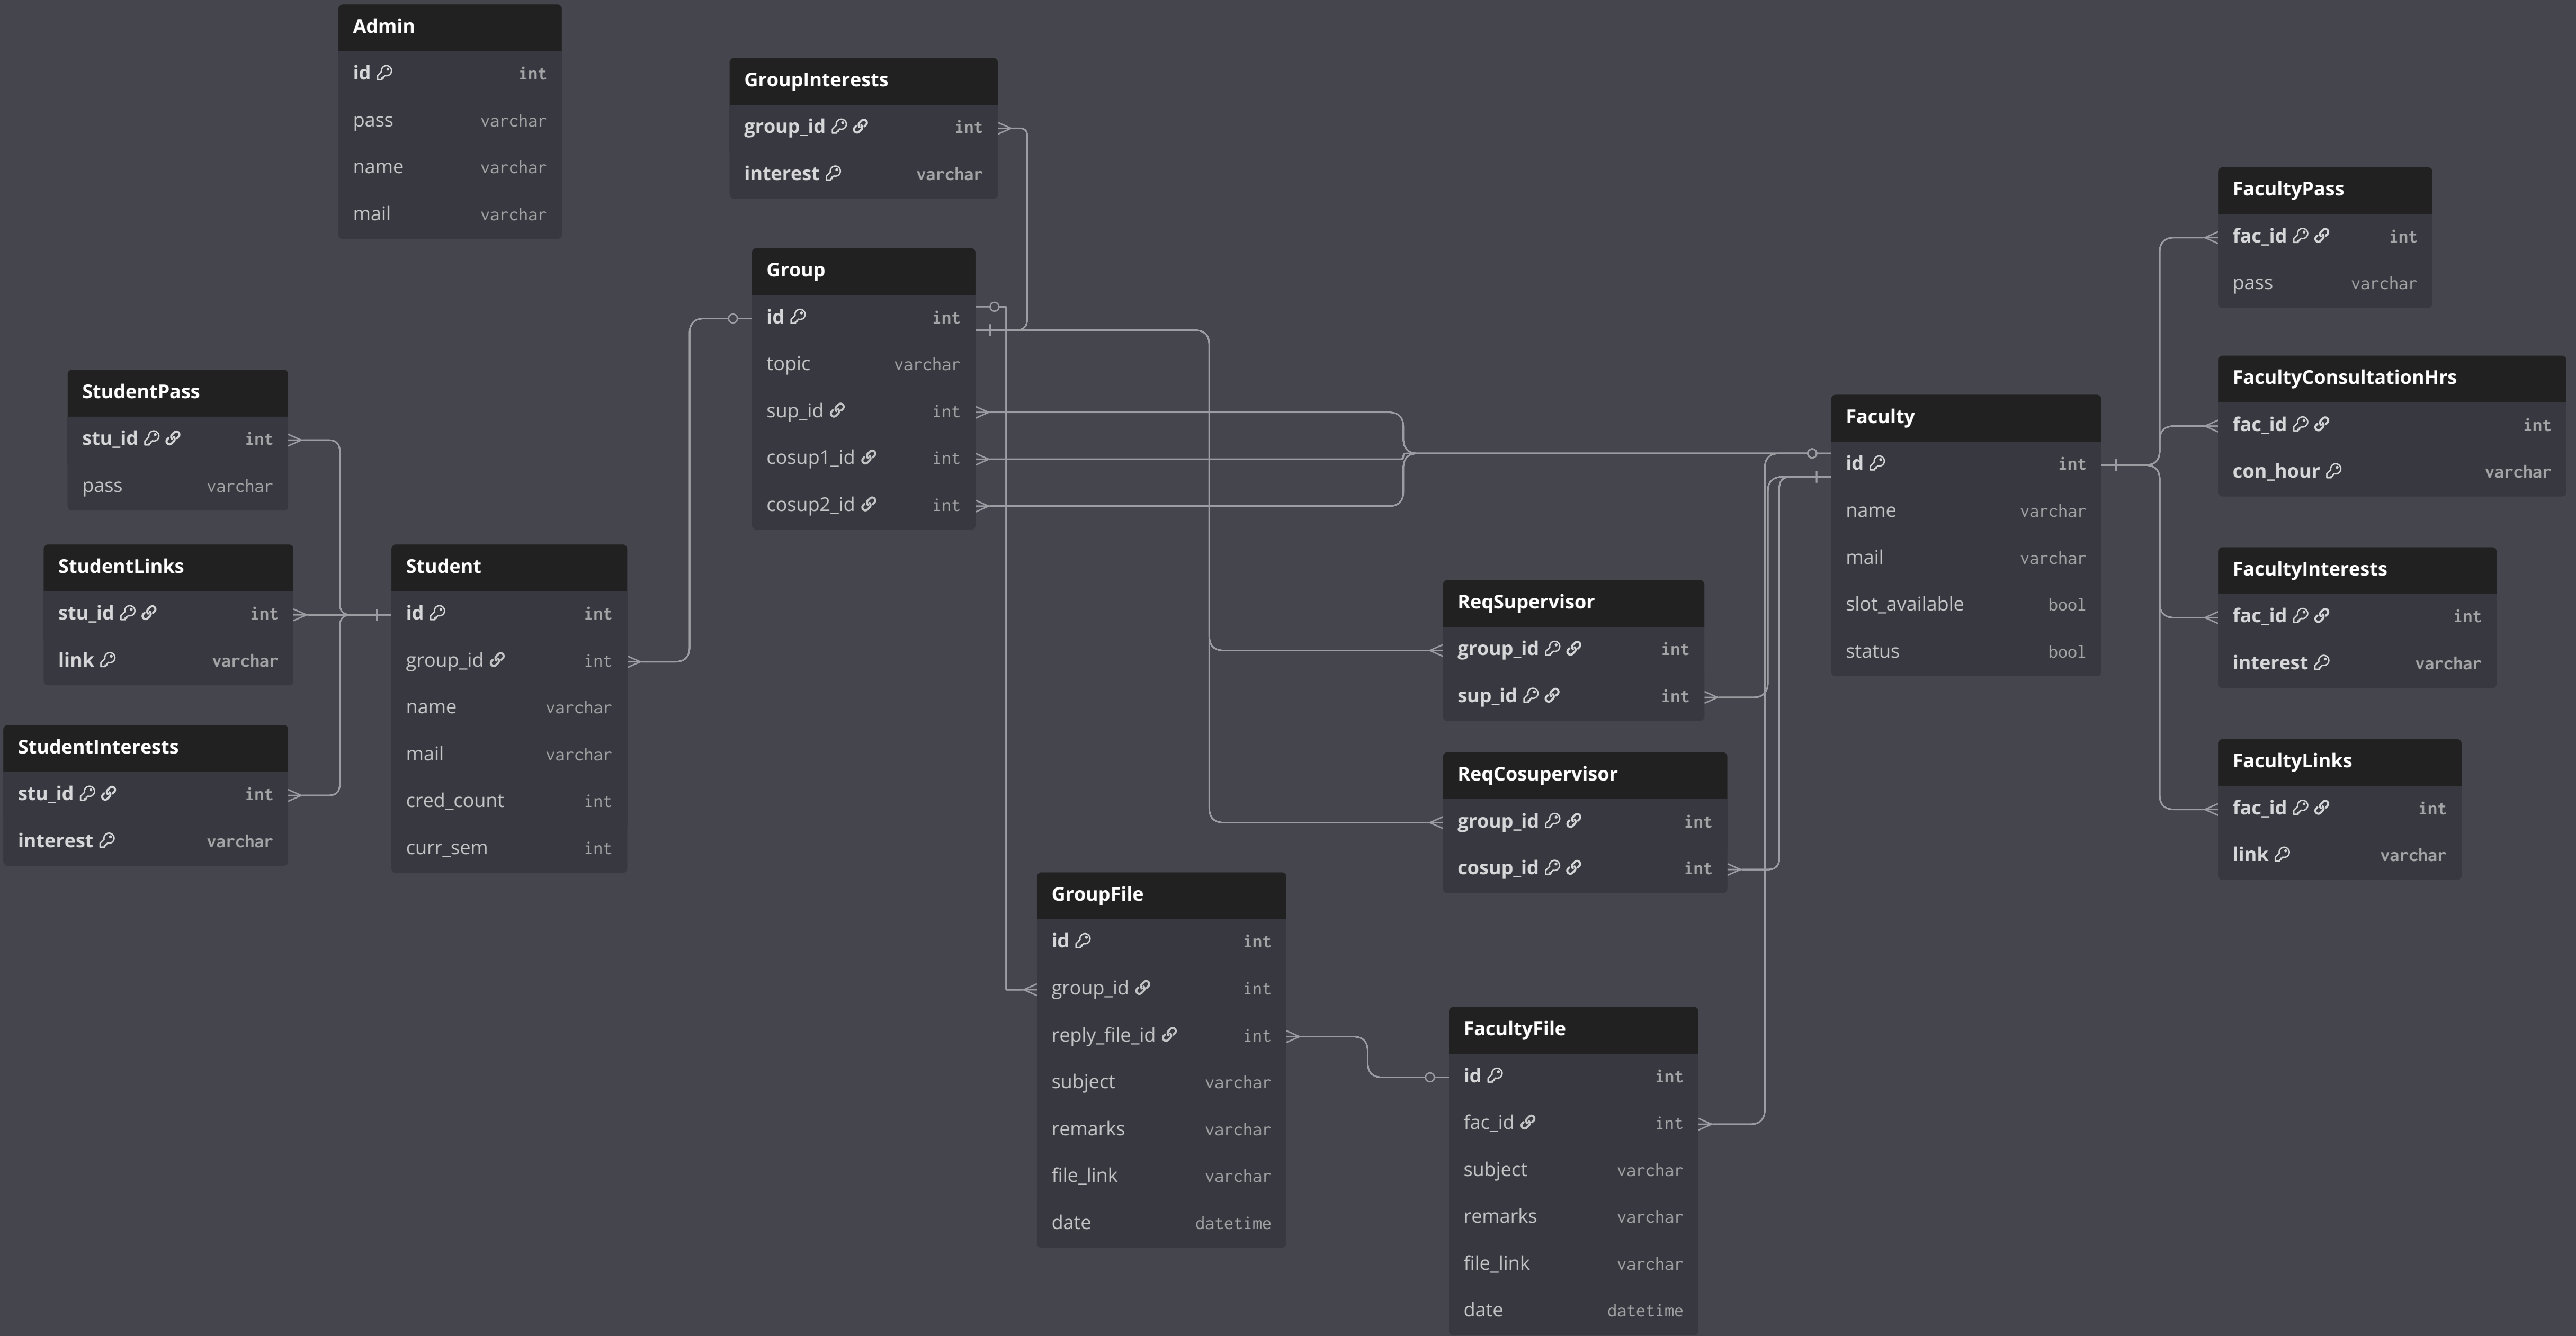 Admin
id int
pass varchar
name varchar
mail varchar
GroupInterests
group_id int
interest varchar
Group
id int
topic varchar
sup_id int
cosup1_id int
cosup2_id int
StudentPass
stu_id int
pass varchar
StudentLinks
stu_id int
link varchar
StudentInterests
stu_id int
interest varchar
Student
id int
group_id int
name varchar
mail varchar
cred_count int
curr_sem int
GroupFile
id int
group_id int
reply_file_id int
subject varchar
remarks varchar
file_link varchar
date datetime
ReqSupervisor
group_id int
sup_id int
ReqCosupervisor
group_id int
cosup_id int
FacultyFile
id int
fac_id int
subject varchar
remarks varchar
file_link varchar
date datetime
Faculty
id int
name varchar
mail varchar
slot_available bool
status bool
FacultyPass
fac_id int
pass varchar
FacultyConsultationHrs
fac_id int
con_hour varchar
FacultyInterests
fac_id int
interest varchar
FacultyLinks
fac_id int
link varchar